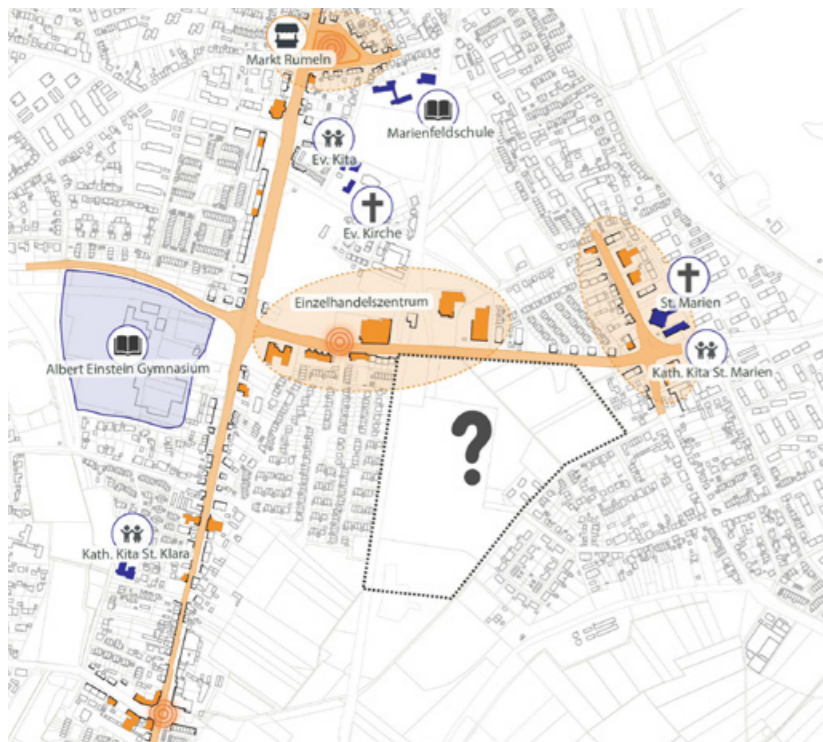 Markt Rumeln
Marienfeldschule
Ev. Kita
Ev. Kirche
Einzelhandelszentrum
St. Marien
Albert Einstein Gymnasium
Kath. Kita St. Marien
?
Kath. Kita St. Klara